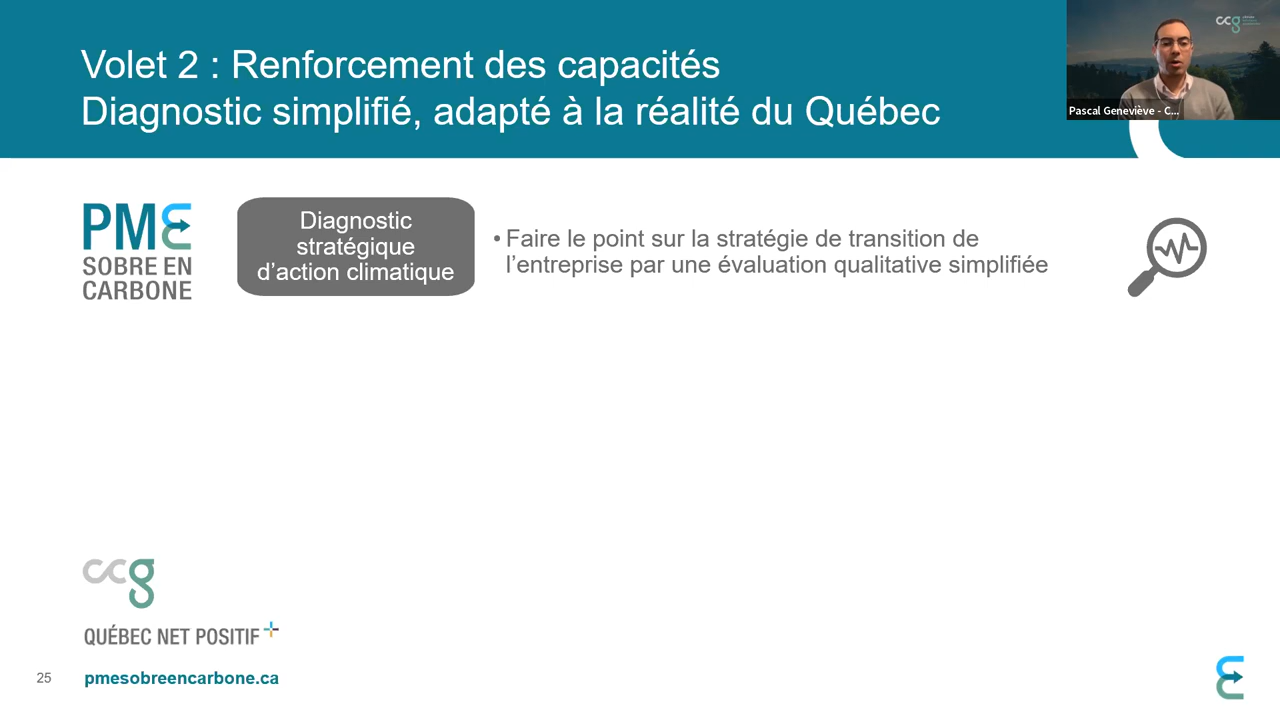 Volet 2 : Renforcement des capacités
Diagnostic simplifié, adapté à la réalité du Québec
ccg
Pascal Geneviève - C...
PME
SOBRE EN
CARBONE
Diagnostic
stratégique
d’action climatique
• Faire le point sur la stratégie de transition de
l’entreprise par une évaluation qualitative simplifiée
ccg
QUÉBEC NET POSITIF
25
pmesobreencarbone.ca